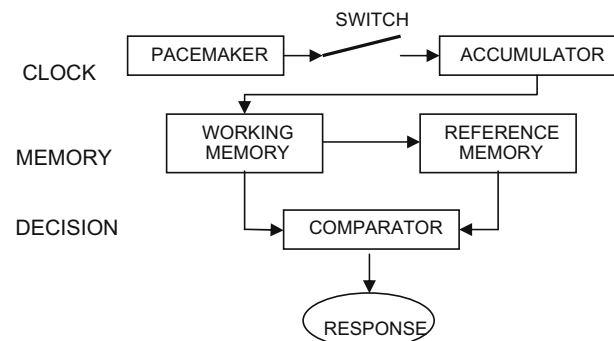 SWITCH
CLOCK
PACEMAKER
ACCUMULATOR
MEMORY
WORKING
MEMORY
REFERENCE
MEMORY
DECISION
COMPARATOR
RESPONSE